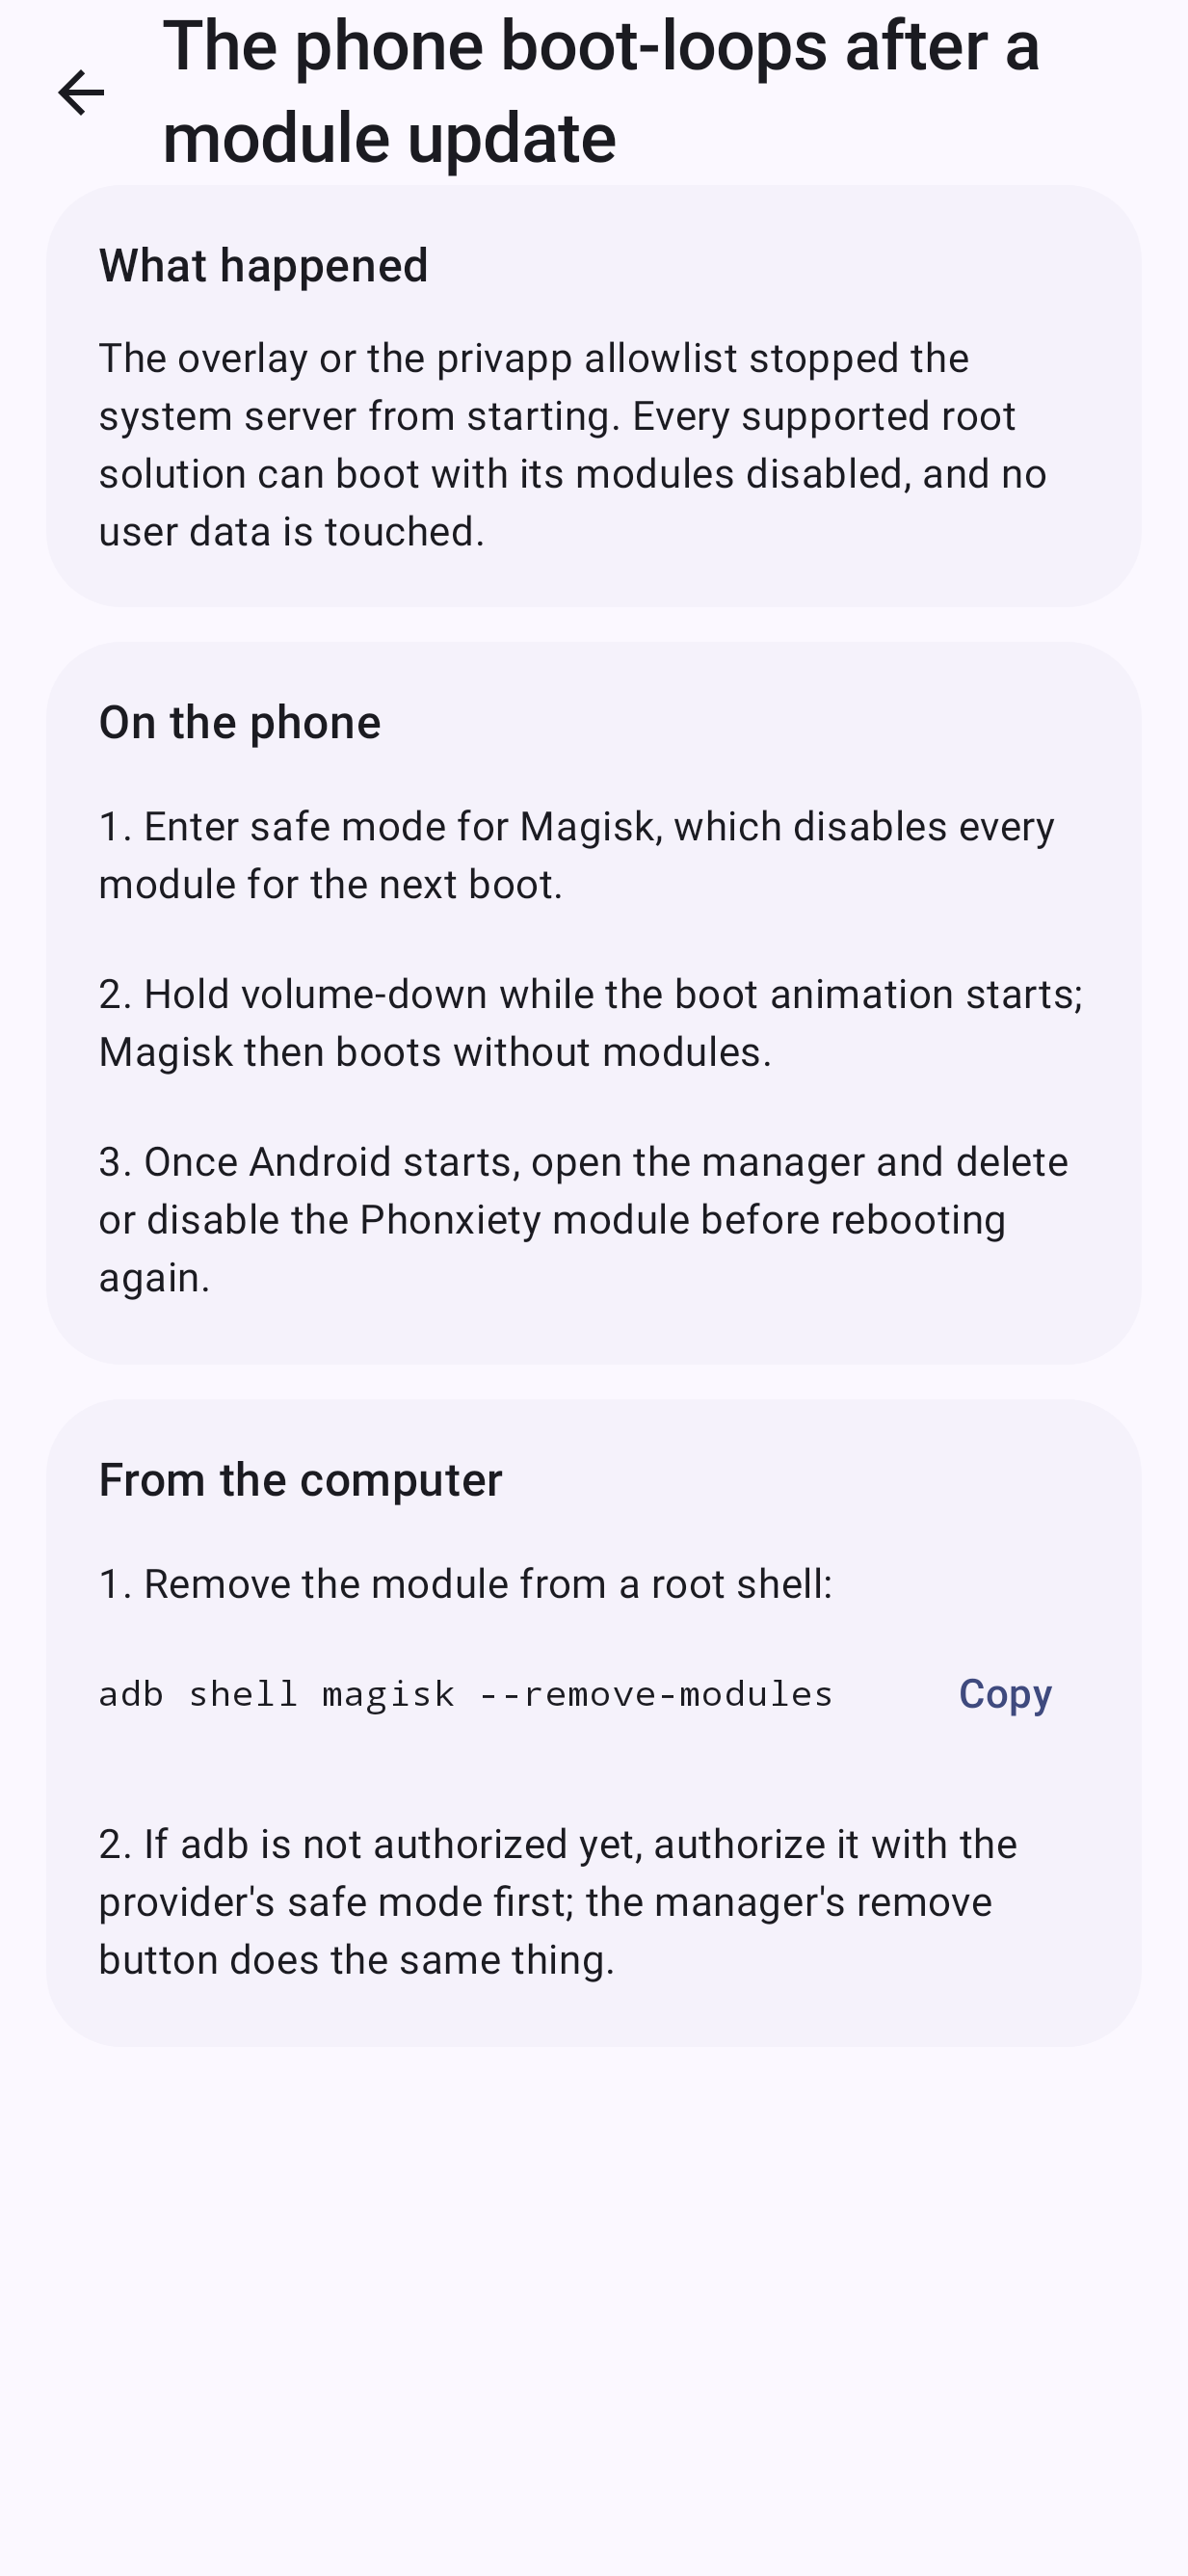 The phone boot-loops after a
module update
What happened
The overlay or the privapp allowlist stopped the
system server from starting. Every supported root
solution can boot with its modules disabled, and no
user data is touched.
On the phone
1. Enter safe mode for Magisk, which disables every
module for the next boot.
2. Hold volume-down while the boot animation starts;
Magisk then boots without modules.
3. Once Android starts, open the manager and delete
or disable the Phonxiety module before rebooting
again.
From the computer
1. Remove the module from a root shell:
adb shell magisk --remove-modules Copy
2. If adb is not authorized yet, authorize it with the
provider's safe mode first; the manager's remove
button does the same thing.